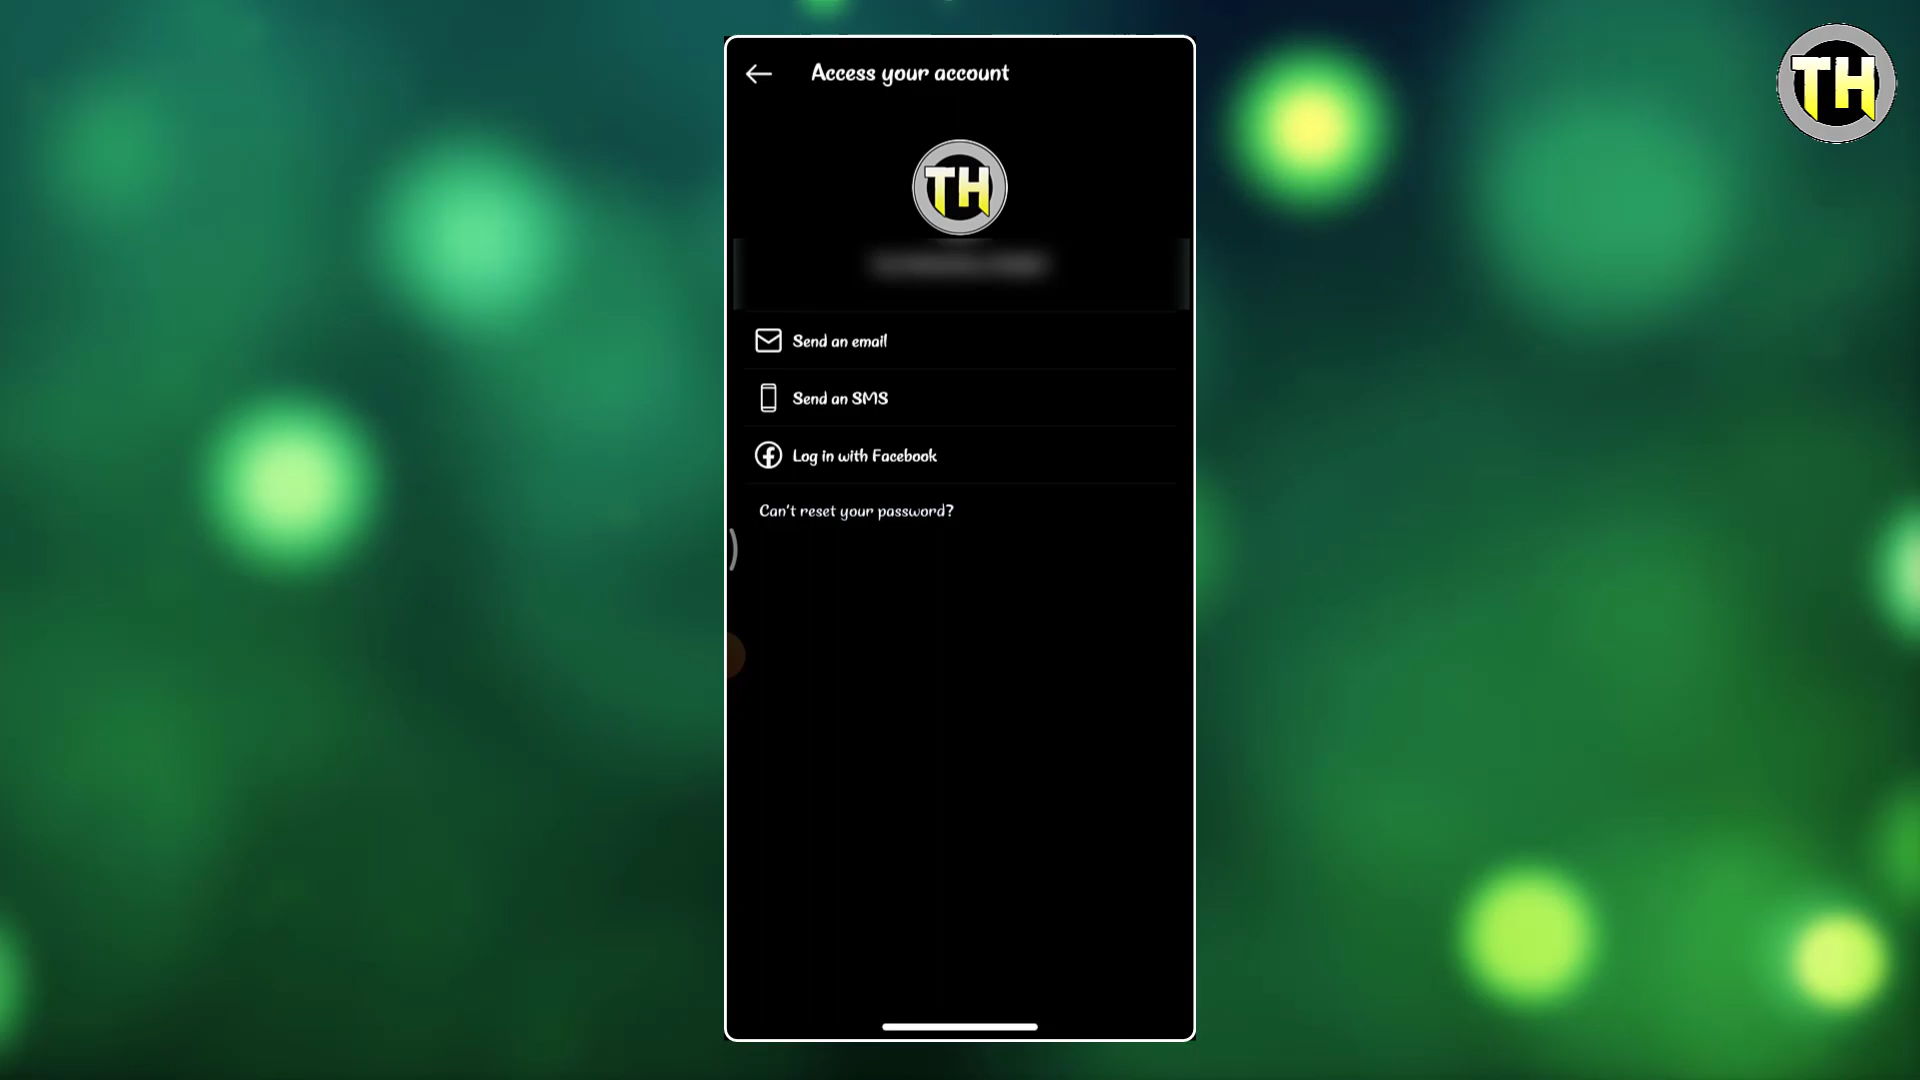 Access your account
TH
TH
Send an email
Send an SMS
Log in with Facebook
Can't reset your password?